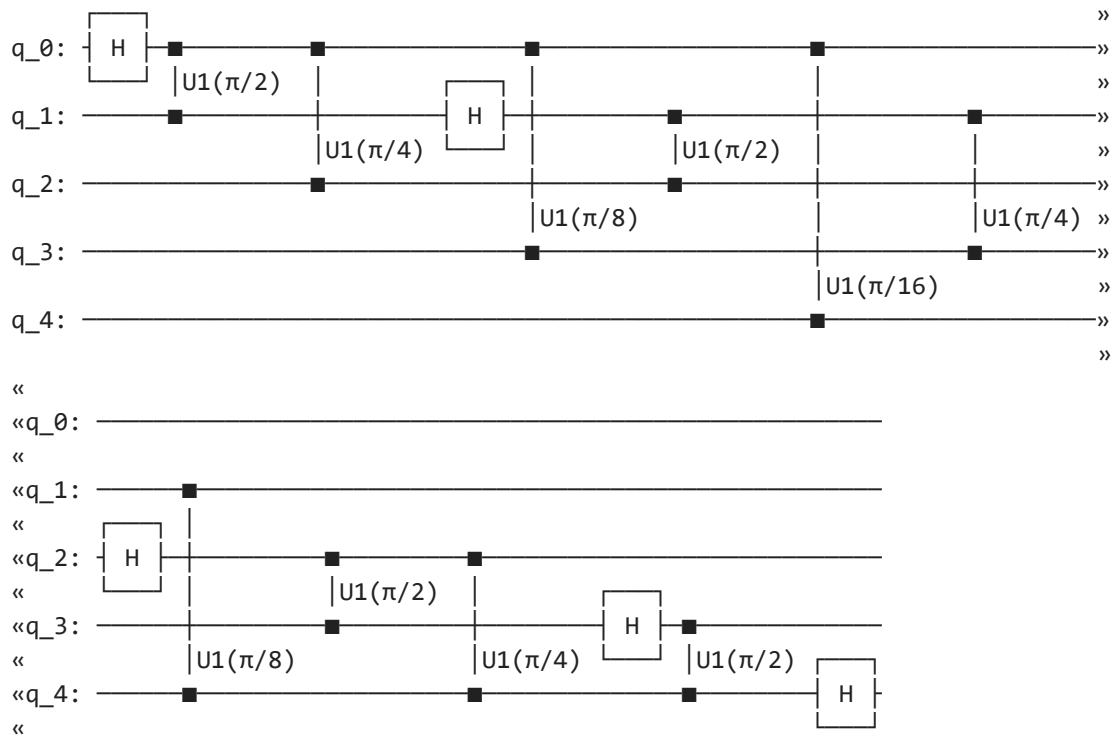 »
q_0: H »
U1(π/2) »
q_1: H »
U1(π/4) U1(π/2) »
q_2: »
U1(π/8) U1(π/4) »
q_3: »
U1(π/16) »
q_4: »
»
«
«q_0:
«
«q_1:
«
«q_2: H
« U1(π/2)
«q_3: H
« U1(π/8) U1(π/4) U1(π/2)
«q_4: H
«